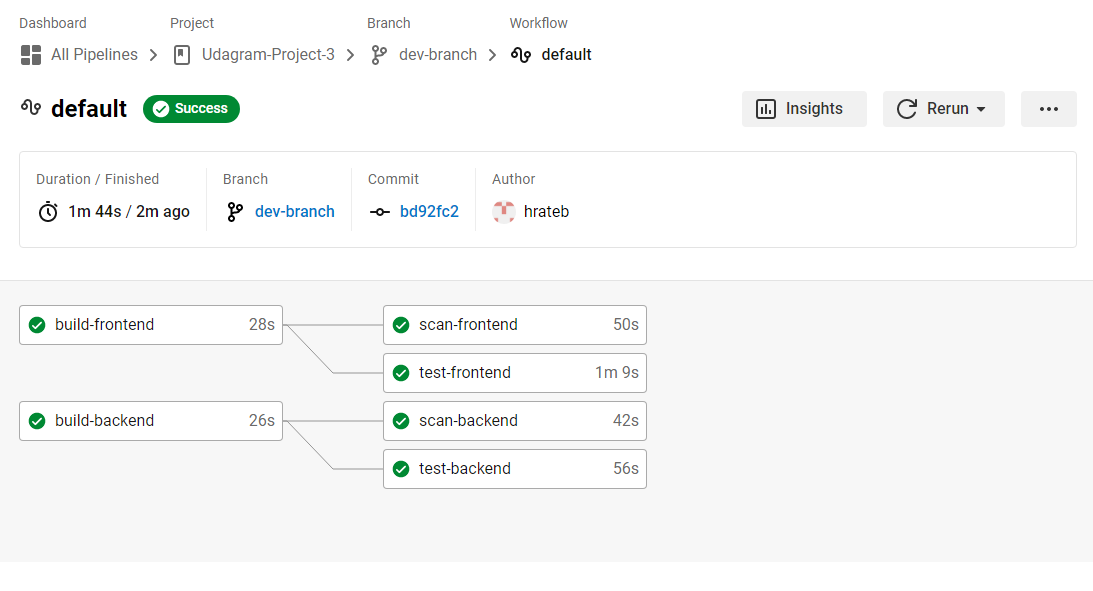 Dashboard Project Branch Workflow
All Pipelines Udagram-Project-3 dev-branch default
default Success Insights Rerun
Duration / Finished Branch Commit Author
1m 44s / 2m ago dev-branch bd92fc2 hrateb
build-frontend 28s scan-frontend 50s
test-frontend 1m 9s
build-backend 26s scan-backend 42s
test-backend 56s